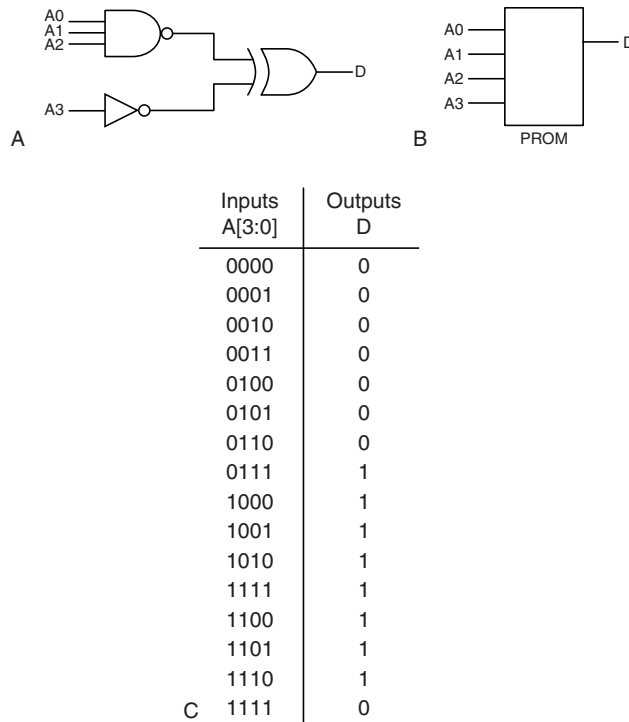 A0
A1
A2
D
A3
A
A0
A1
D
A2
A3
B
PROM
Inputs Outputs
A[3:0] D
0000 0
0001 0
0010 0
0011 0
0100 0
0101 0
0110 0
0111 1
1000 1
1001 1
1010 1
1111 1
1100 1
1101 1
1110 1
C 1111 0